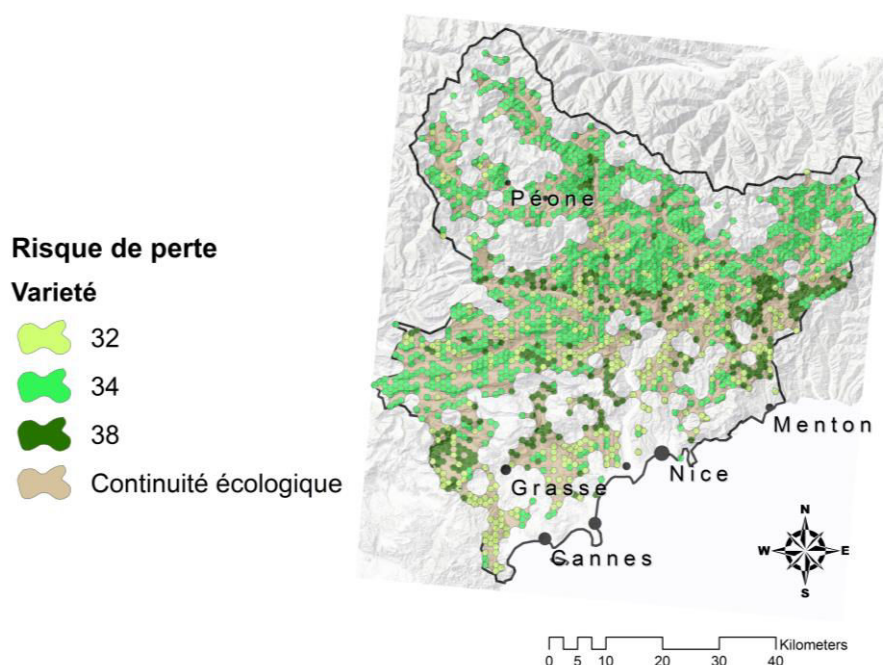 Risque de perte
Varieté
32
34
38
Continuité écologique
Péone
Menton
Nice
Grasse
Cannes
N
W E
S
Kilometers
0 5 10 20 30 40